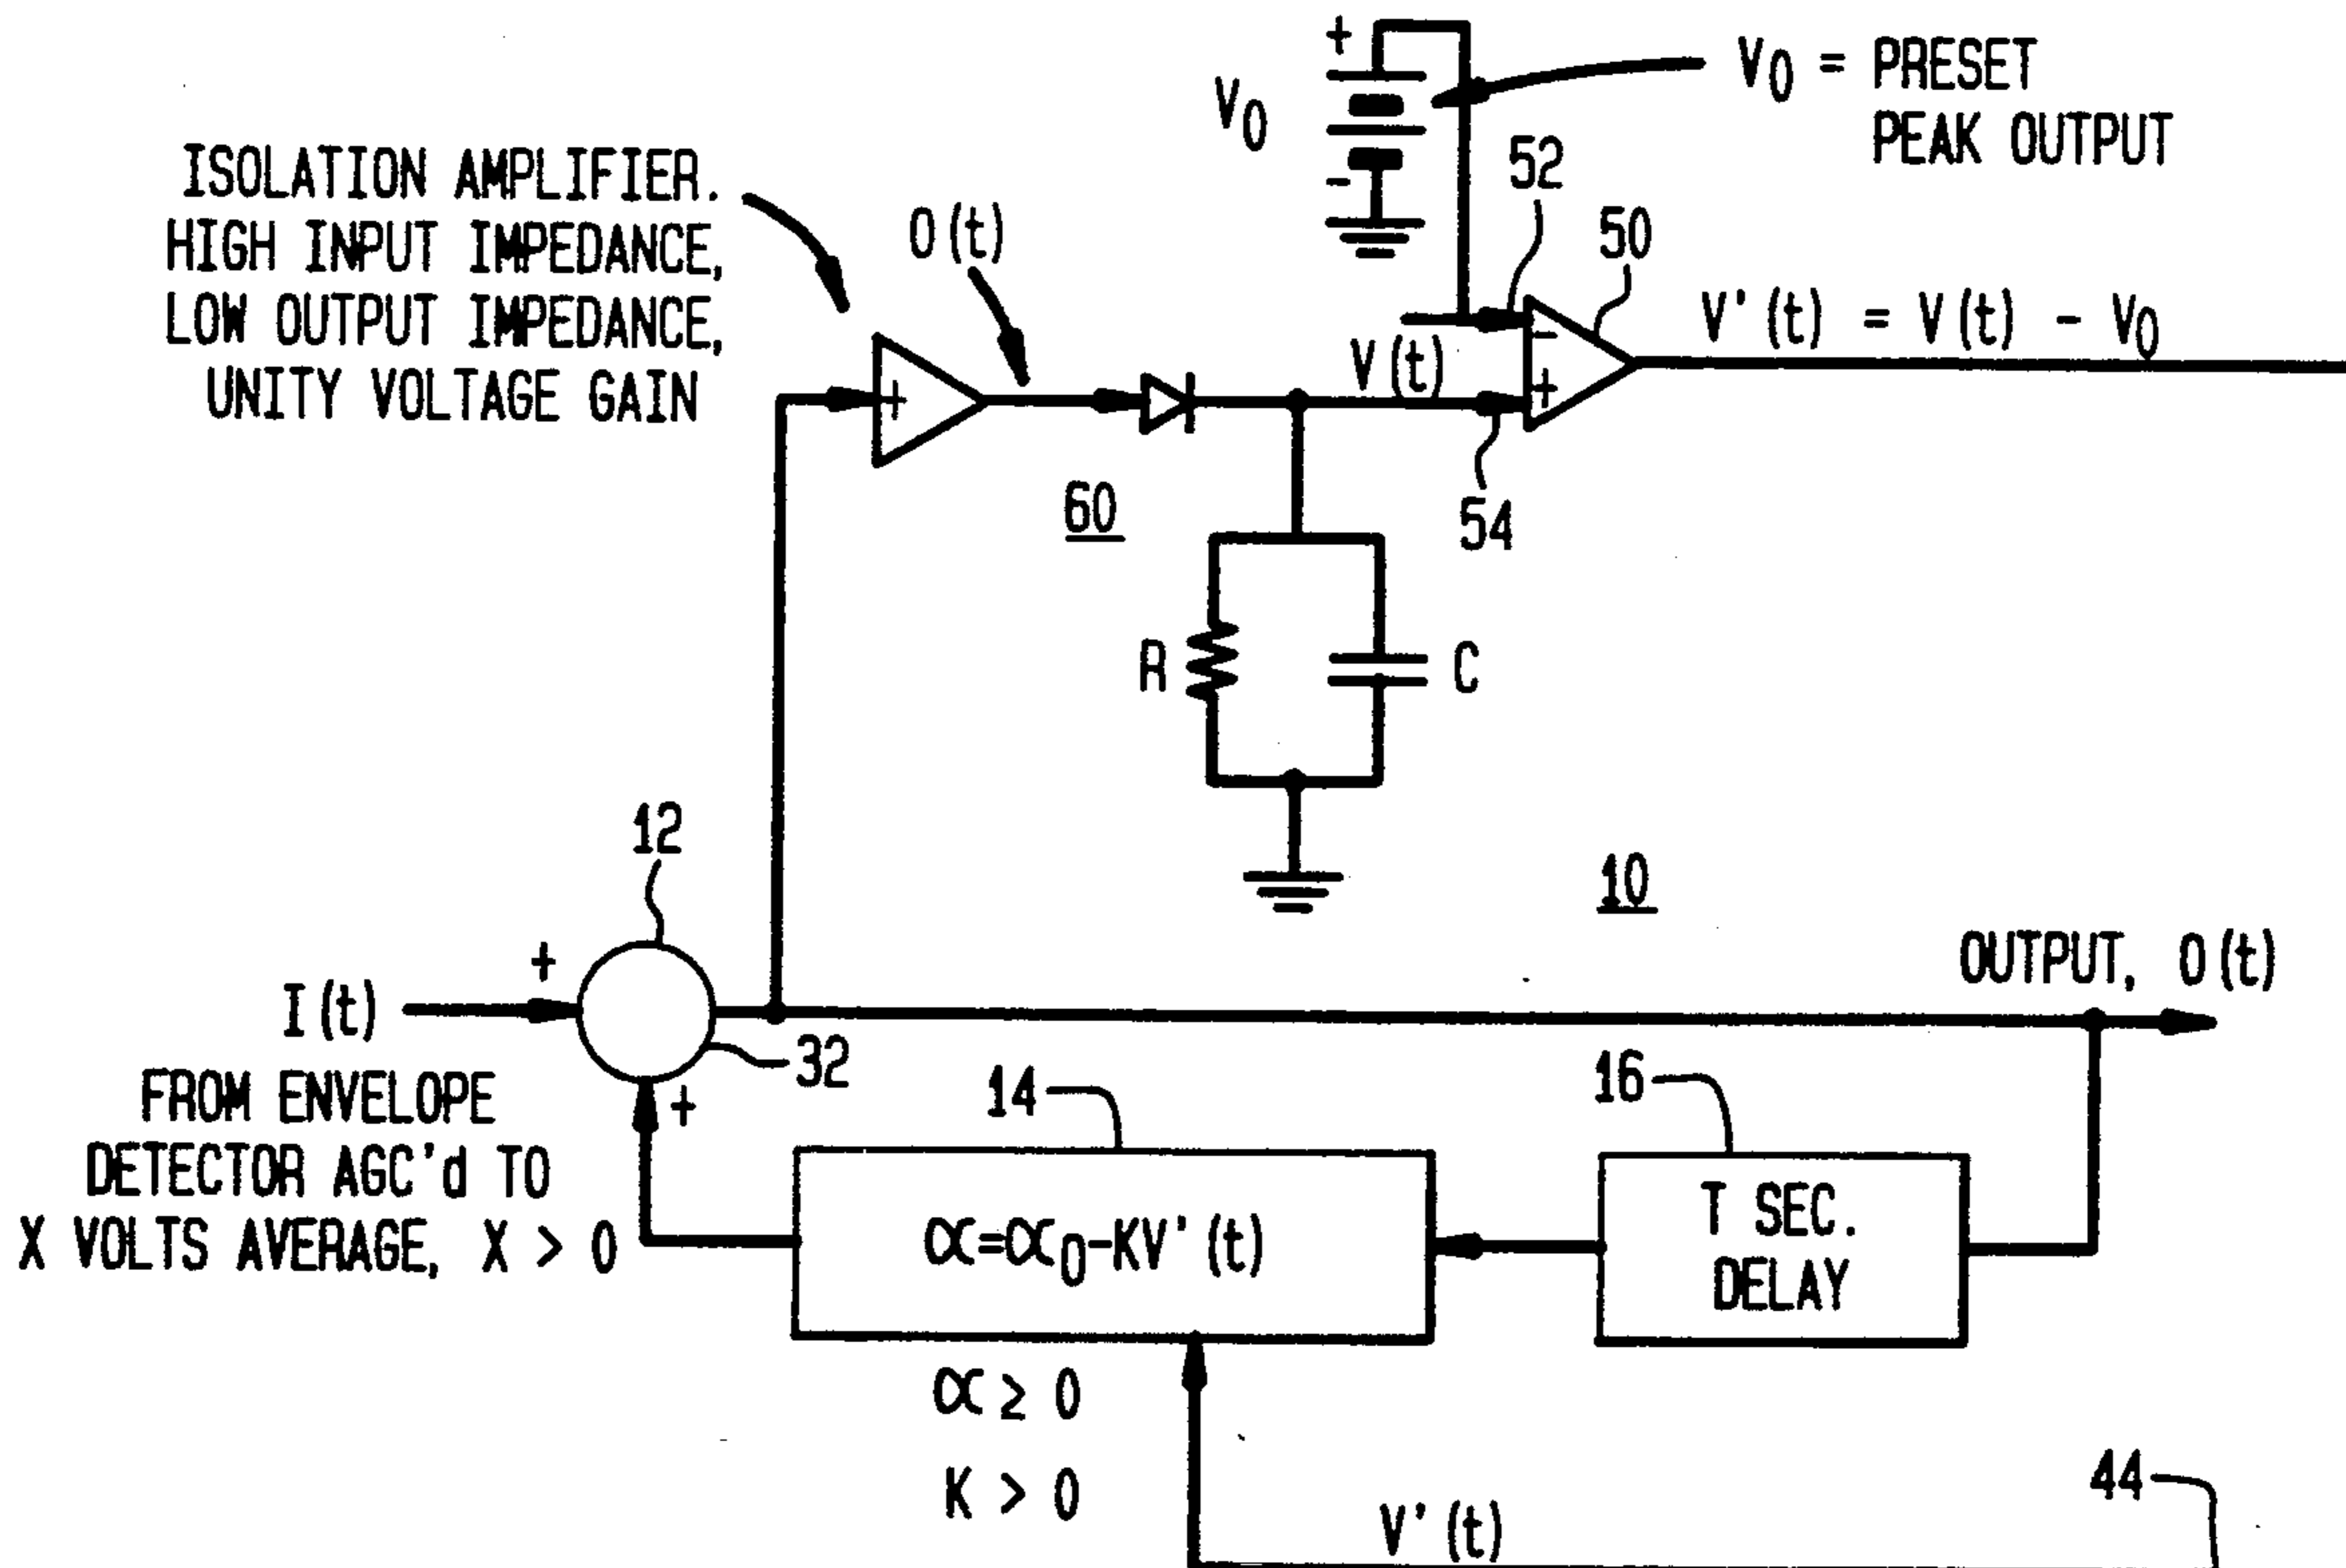 +
V0
V0 = PRESET
PEAK OUTPUT
-
ISOLATION AMPLIFIER.
HIGH INPUT IMPEDANCE,
LOW OUTPUT IMPEDANCE,
UNITY VOLTAGE GAIN
O(t)
52
50
V'(t) = V(t) - V0
-
V(t)
+
+
60
54
R
C
12
10
OUTPUT, O(t)
+
I(t)
32
FROM ENVELOPE
DETECTOR AGC'd TO
X VOLTS AVERAGE, X > 0
+
14
16
α=α0-KV'(t)
T SEC.
DELAY
α ≥ 0
K > 0
44
V'(t)